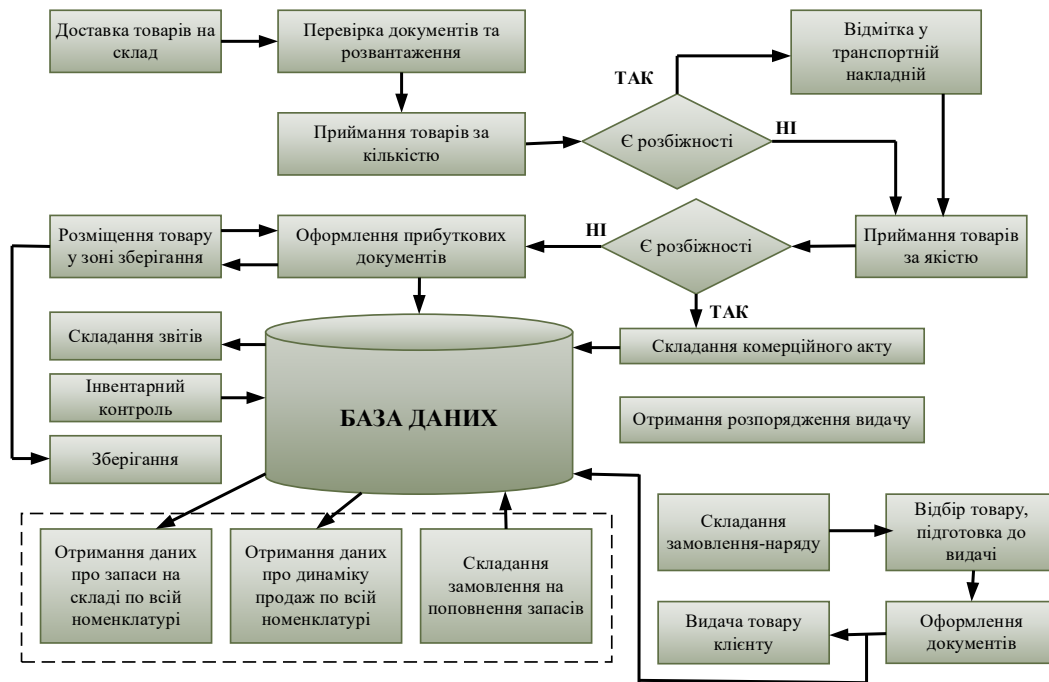 Доставка товарів на
склад
Перевірка документів та
розвантаження
Відмітка у
транспортній
накладній
ТАК
Приймання товарів за
кількістю
Є розбіжності
НІ
Розміщення товару
у зоні зберігання
Оформлення прибуткових
документів
НІ
Є розбіжності
Приймання товарів
за якістю
ТАК
Складання звітів
Складання комерційного акту
Інвентарний
контроль
БАЗА ДАНИХ
Отримання розпорядження видачу
Зберігання
Складання
замовлення-наряду
Відбір товару,
підготовка до
видачі
Отримання даних
про запаси на
складі по всій
номенклатурі
Отримання даних
про динаміку
продаж по всій
номенклатурі
Складання
замовлення на
поповнення запасів
Видача товару
клієнту
Оформлення
документів